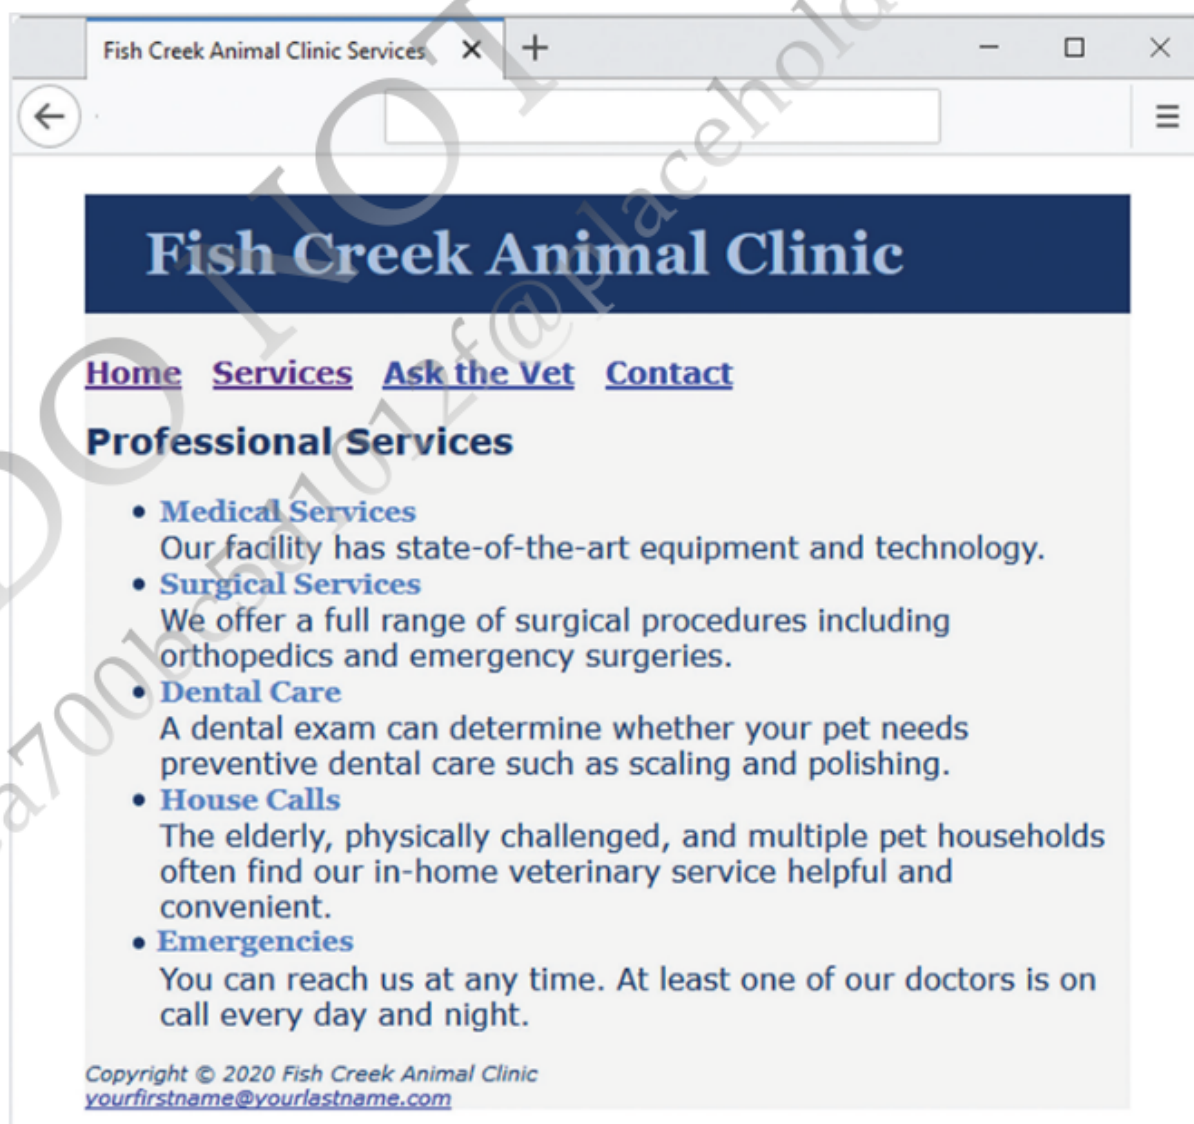 Fish Creek Animal Clinic Services
Fish Creek Animal Clinic
Home Services Ask the Vet Contact
Professional Services
• Medical Services
Our facility has state-of-the-art equipment and technology.
• Surgical Services
We offer a full range of surgical procedures including
orthopedics and emergency surgeries.
• Dental Care
A dental exam can determine whether your pet needs
preventive dental care such as scaling and polishing.
• House Calls
The elderly, physically challenged, and multiple pet households
often find our in-home veterinary service helpful and
convenient.
• Emergencies
You can reach us at any time. At least one of our doctors is on
call every day and night.
Copyright © 2020 Fish Creek Animal Clinic
yourfirstname@yourlastname.com
DO NOT
a700bc5d1012f@placehold